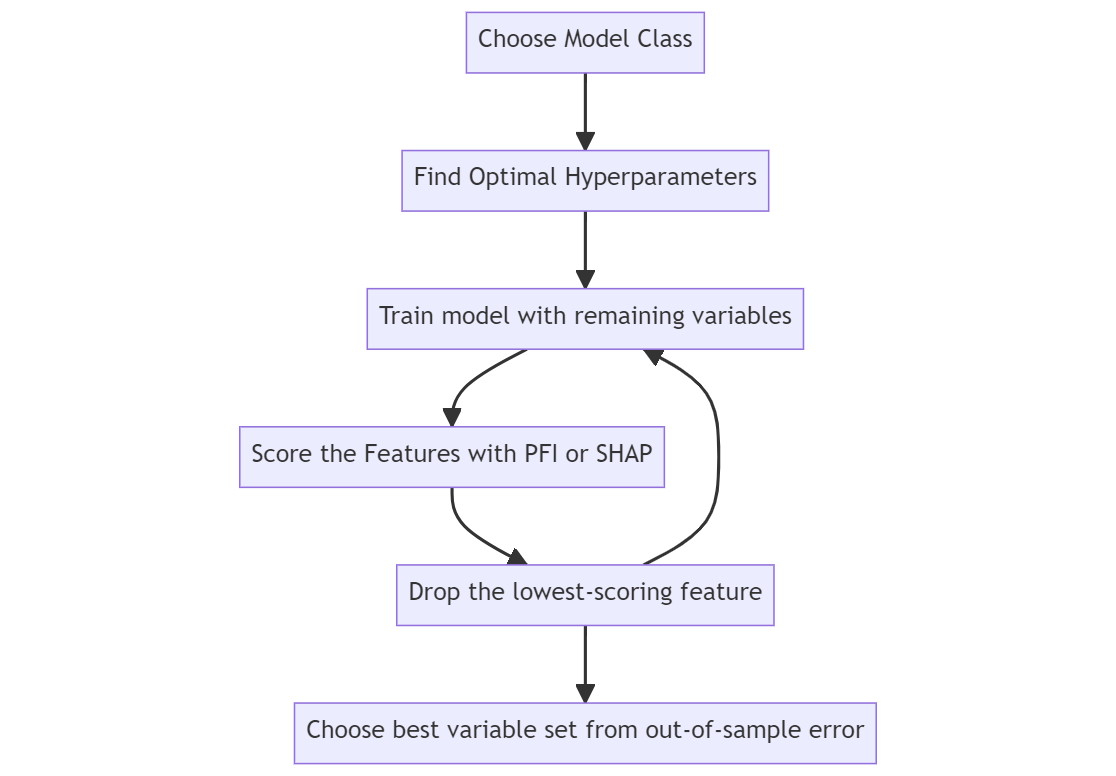 Choose Model Class
Find Optimal Hyperparameters
Train model with remaining variables
Score the Features with PFI or SHAP
Drop the lowest-scoring feature
Choose best variable set from out-of-sample error